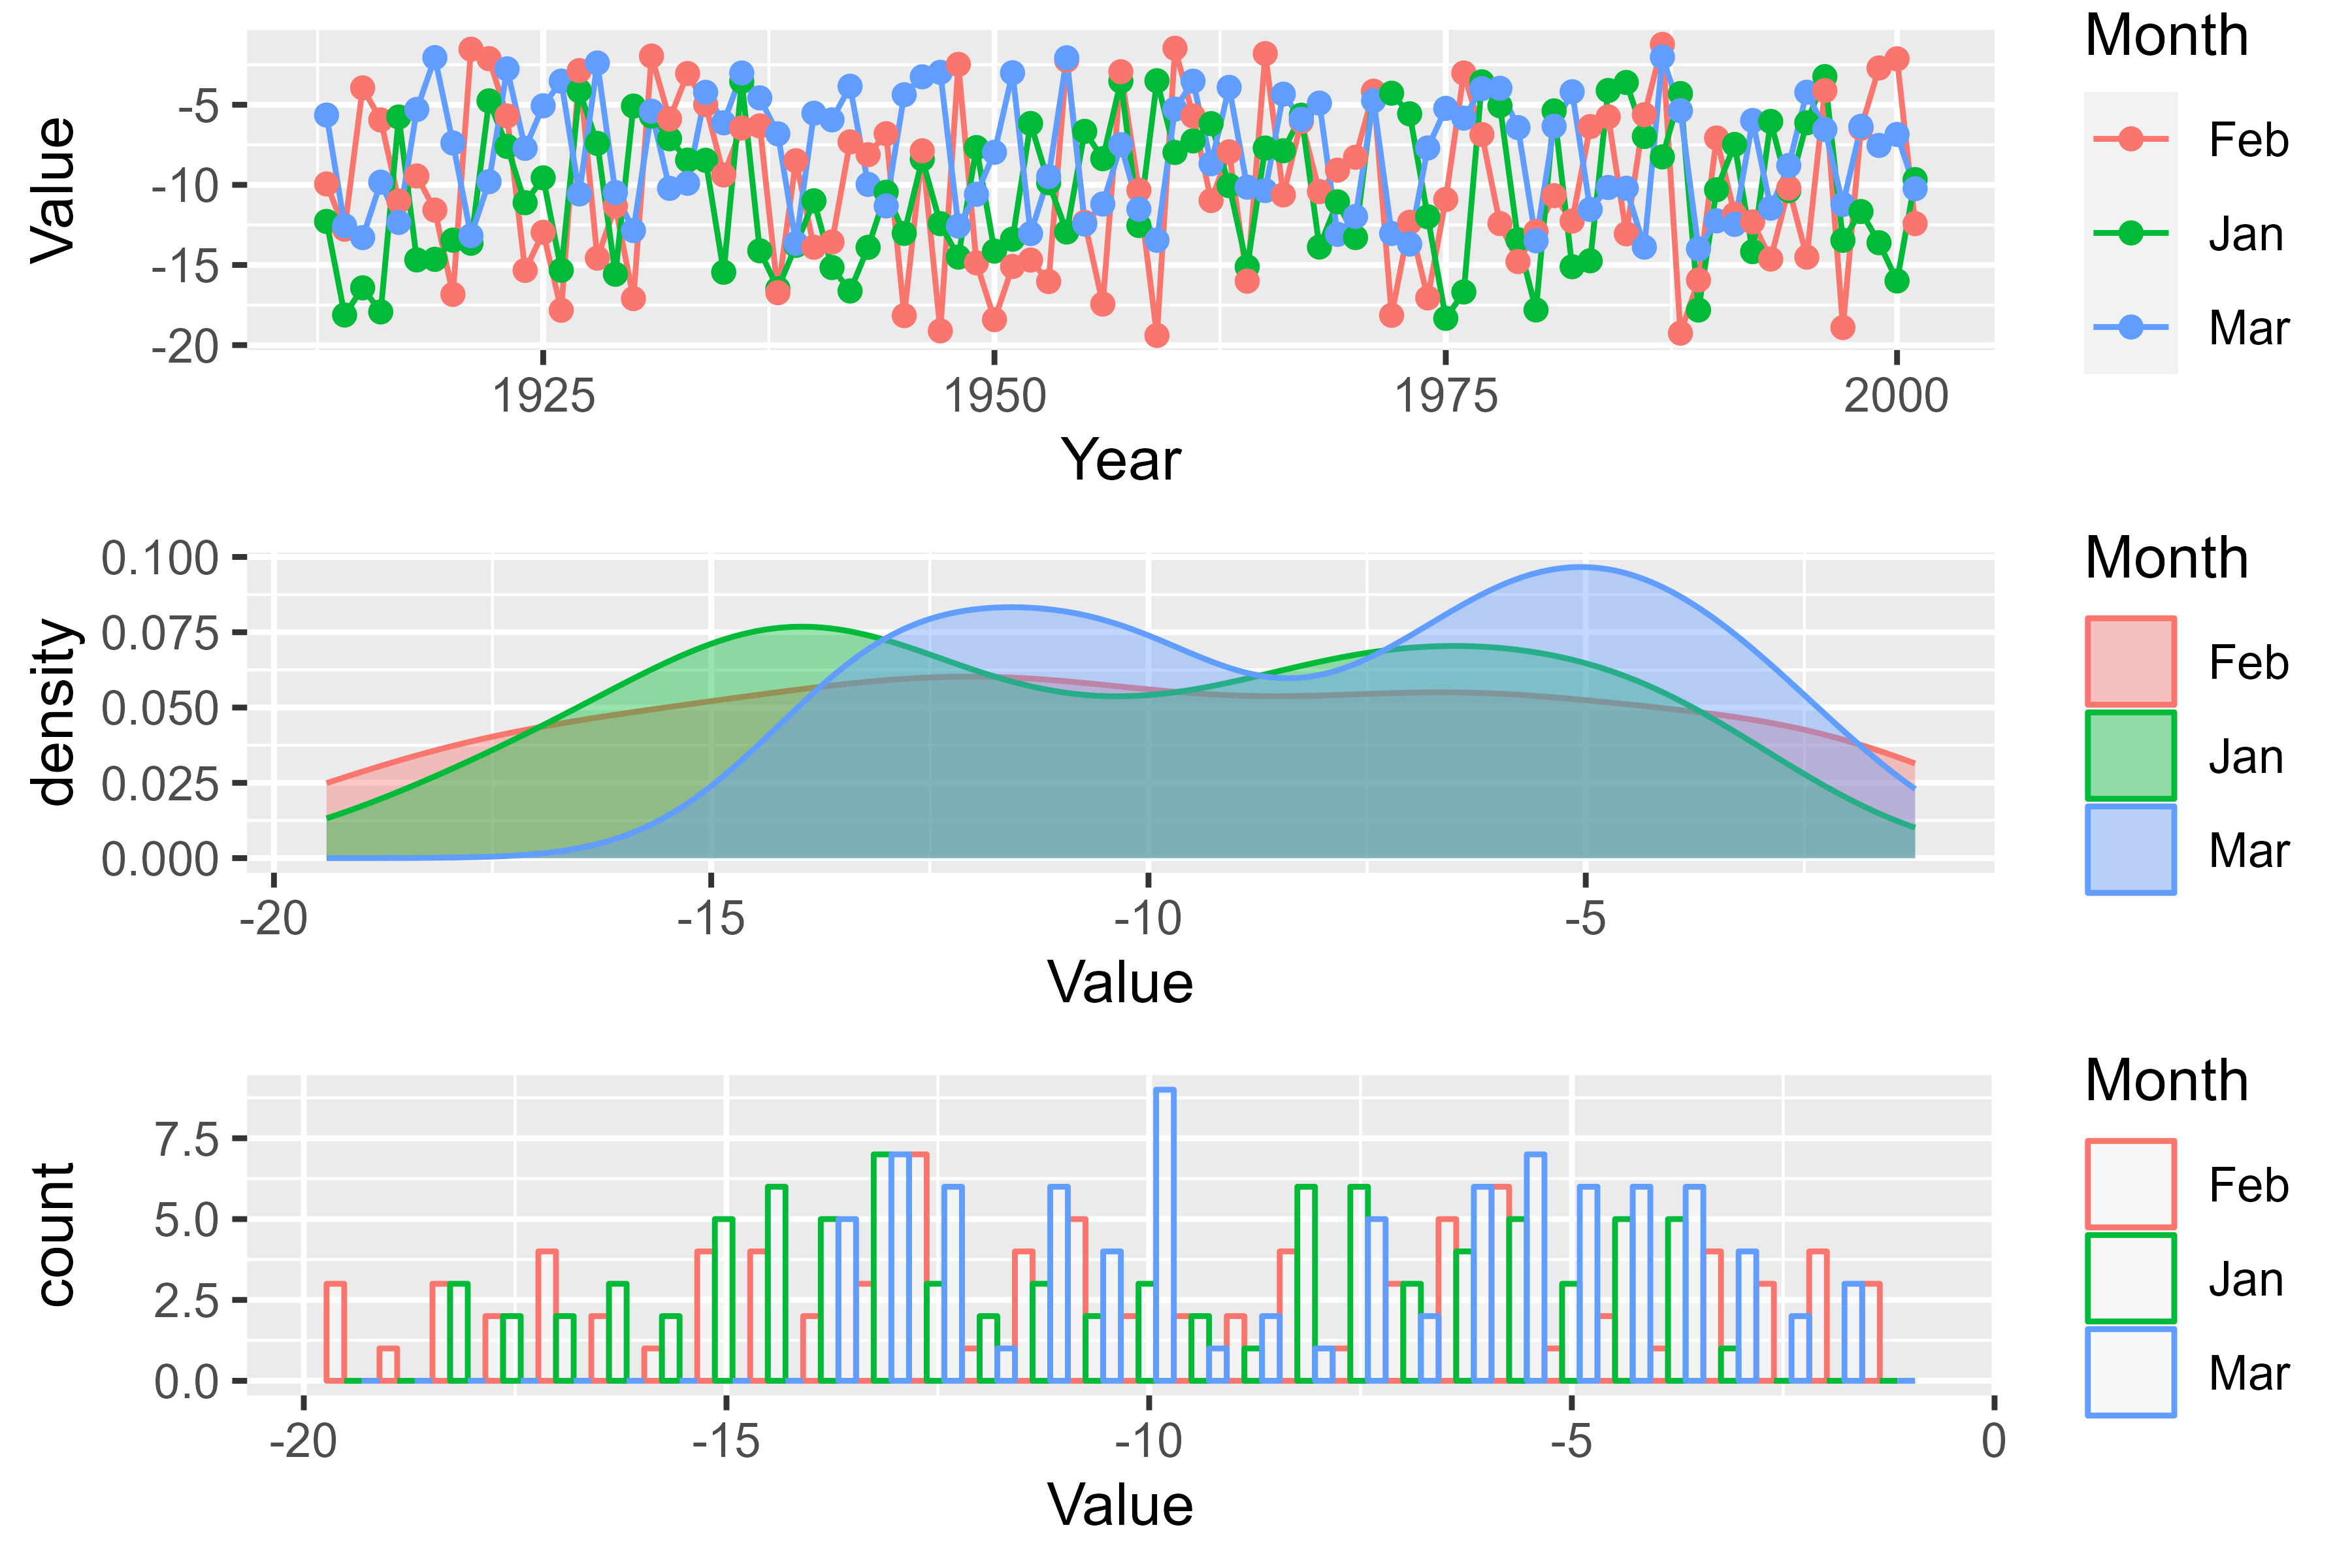 Month
Feb
Jan
Mar
Value
-5
-10
-15
-20
1925 1950 1975 2000
Year
Month
Feb
Jan
Mar
density
0.100
0.075
0.050
0.025
0.000
-20 -15 -10 -5
Value
Month
Feb
Jan
Mar
count
7.5
5.0
2.5
0.0
-20 -15 -10 -5 0
Value